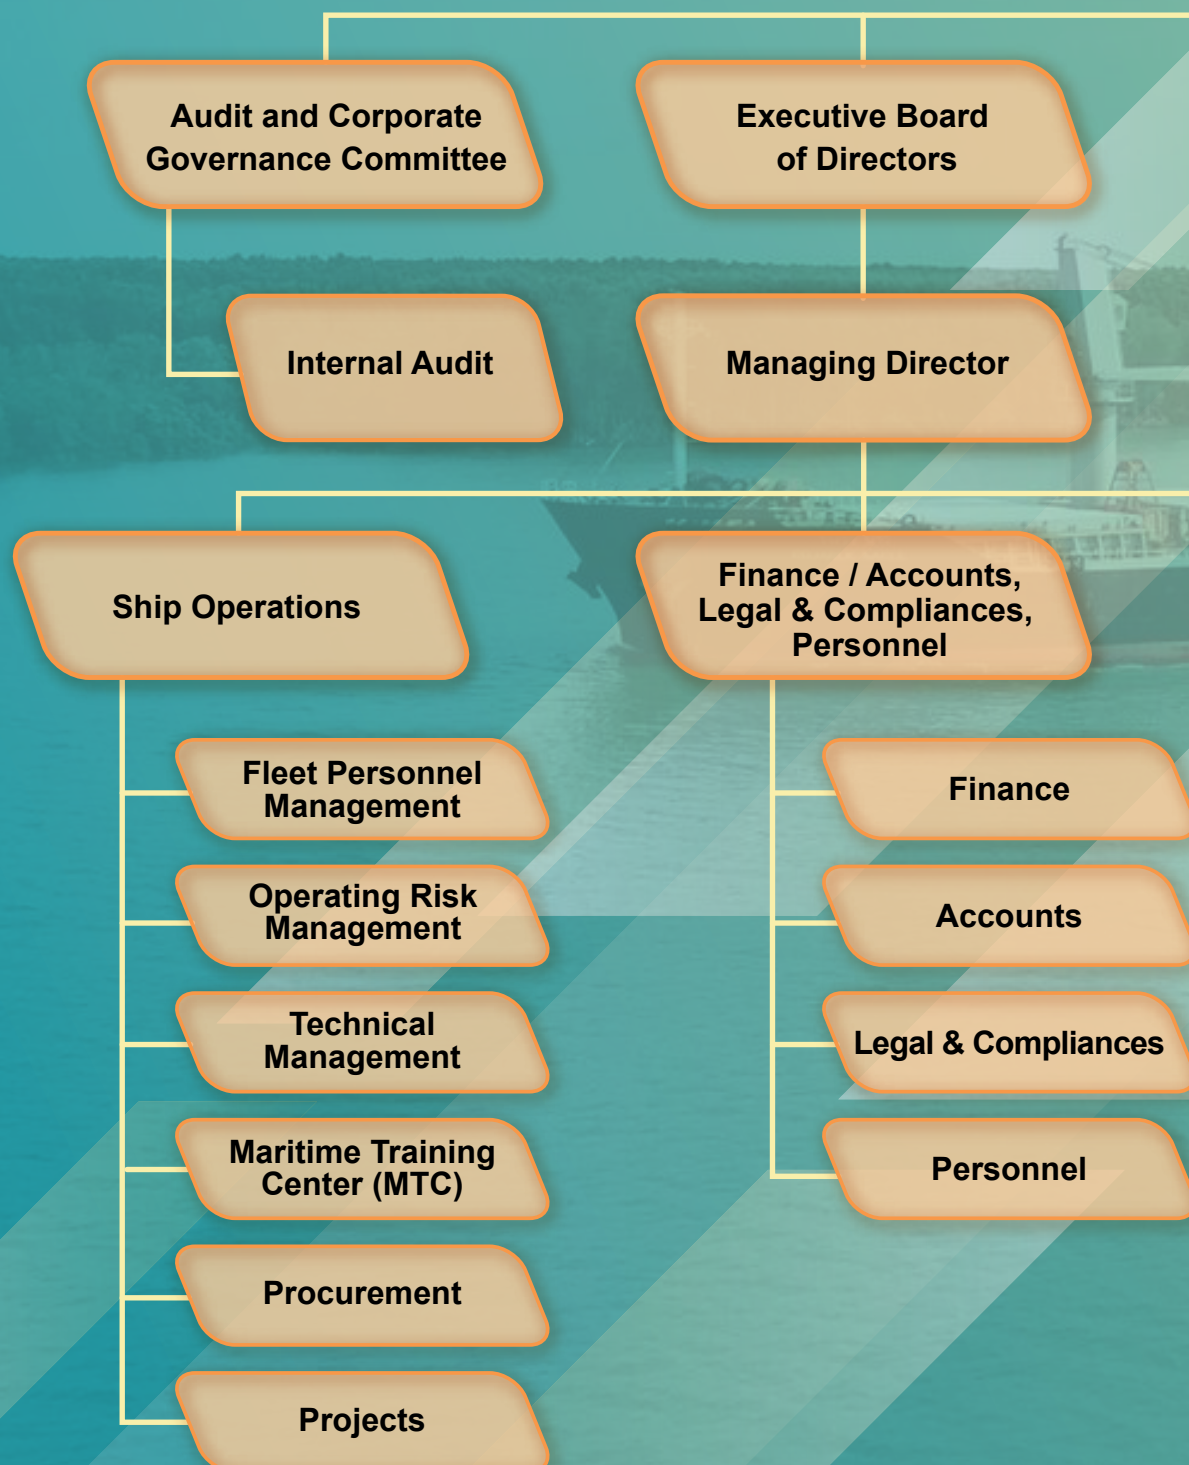 Audit and Corporate
Governance Committee
Executive Board
of Directors
Internal Audit
Managing Director
Ship Operations
Finance / Accounts,
Legal & Compliances,
Personnel
Fleet Personnel
Management
Operating Risk
Management
Technical
Management
Maritime Training
Center (MTC)
Procurement
Projects
Finance
Accounts
Legal & Compliances
Personnel